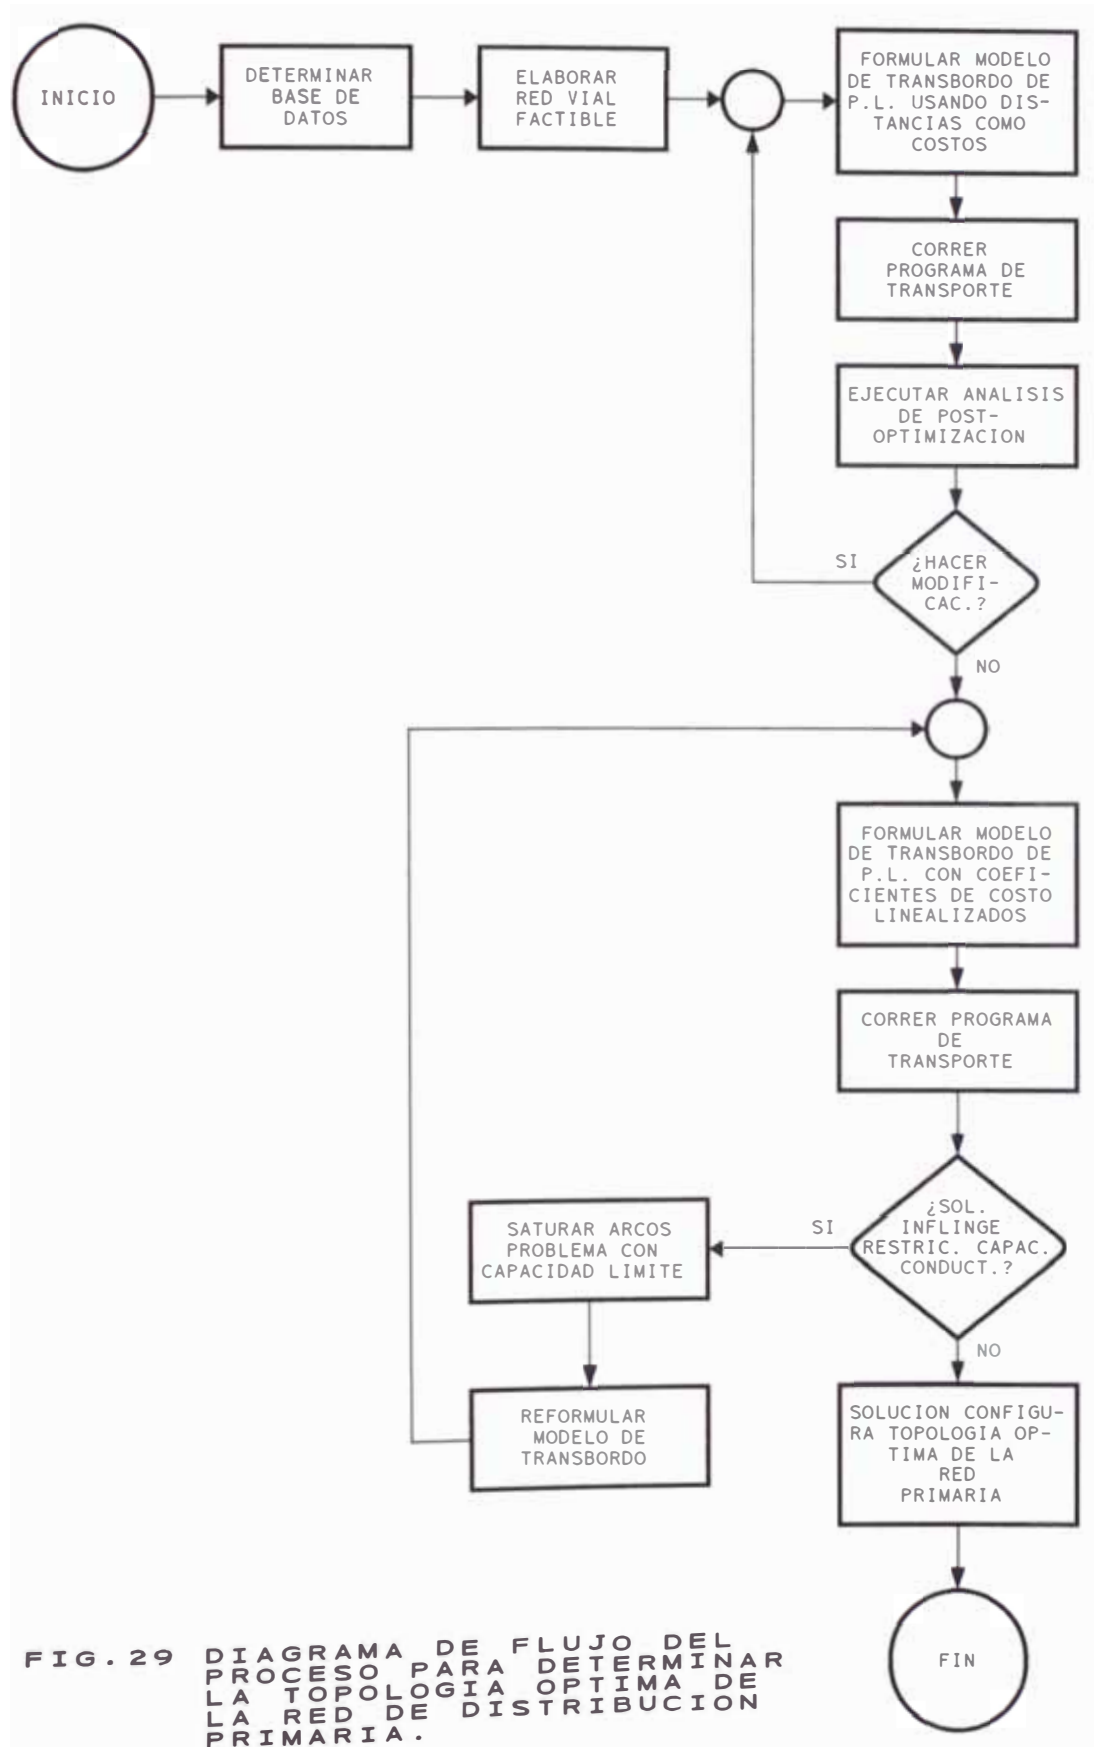 INICIO
DETERMINAR
BASE DE
DATOS
ELABORAR
RED VIAL
FACTIBLE
FORMULAR MODELO
DE TRANSBORDO DE
P.L. USANDO DIS-
TANCIAS COMO
COSTOS
CORRER
PROGRAMA DE
TRANSPORTE
EJECUTAR ANALISIS
DE POST-
OPTIMIZACION
¿HACER
MODIFI-
CAC.?
SI
NO
FORMULAR MODELO
DE TRANSBORDO DE
P.L. CON COEFI-
CIENTES DE COSTO
LINEALIZADOS
CORRER PROGRAMA
DE
TRANSPORTE
¿SOL.
INFLINGE
RESTRIC. CAPAC.
CONDUCT.?
SI
NO
SATURAR ARCOS
PROBLEMA CON
CAPACIDAD LIMITE
REFORMULAR
MODELO DE
TRANSBORDO
SOLUCION CONFIGU-
RA TOPOLOGIA OP-
TIMA DE LA
RED
PRIMARIA
FIN
FIG.29 DIAGRAMA DE FLUJO DEL
PROCESO PARA DETERMINAR
LA TOPOLOGIA OPTIMA DE
LA RED DE DISTRIBUCION
PRIMARIA.